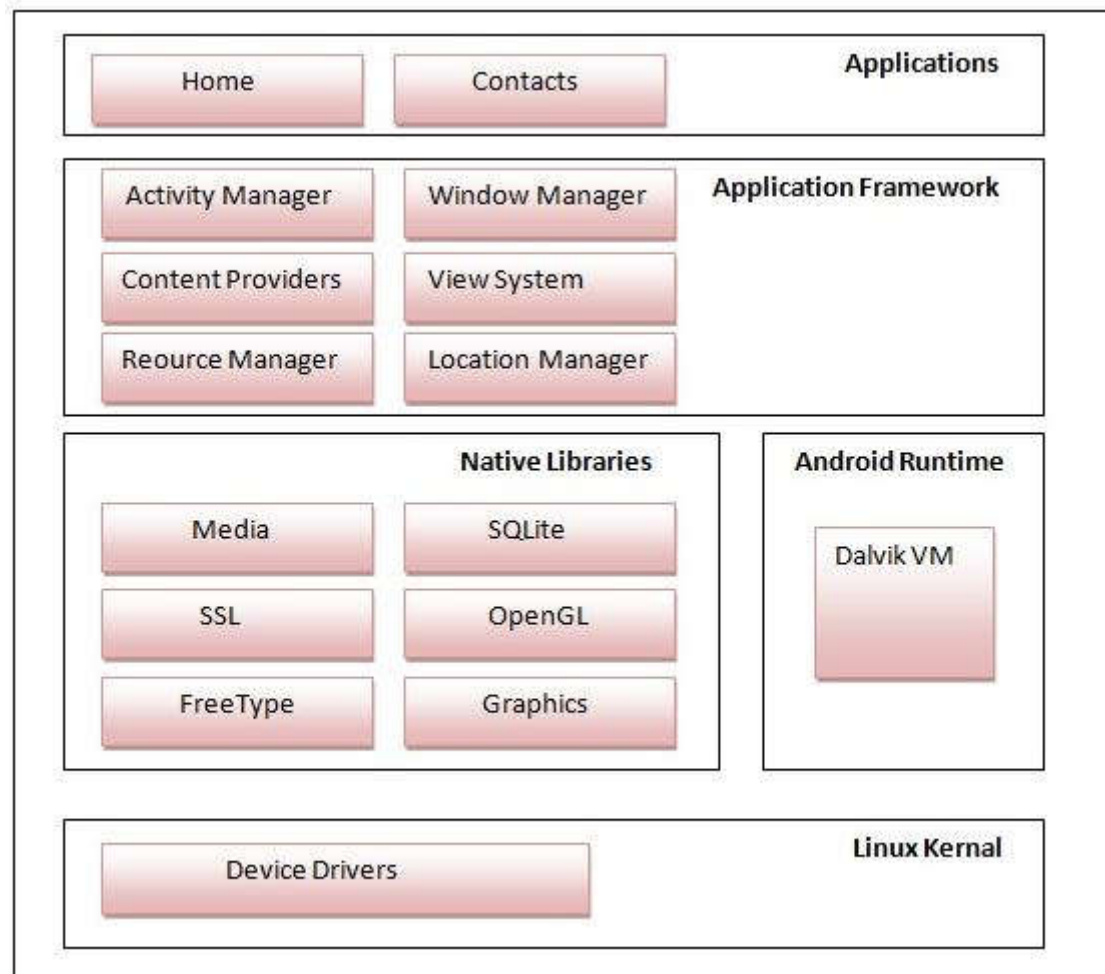 Applications
Home
Contacts
Application Framework
Activity Manager
Window Manager
Content Providers
View System
Reource Manager
Location Manager
Native Libraries
Media
SQLite
SSL
OpenGL
FreeType
Graphics
Android Runtime
Dalvik VM
Linux Kernal
Device Drivers